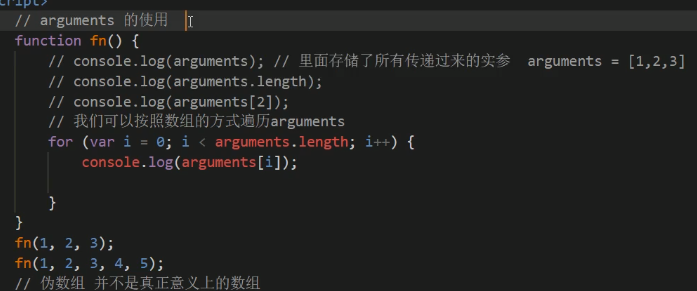 cript>
// arguments 的使用
function fn() {
// console.log(arguments); // 里面存储了所有传递过来的实参  arguments = [1,2,3]
// console.log(arguments.length);
// console.log(arguments[2]);
// 我们可以按照数组的方式遍历arguments
for (var i = 0; i < arguments.length; i++) {
console.log(arguments[i]);
}
}
fn(1, 2, 3);
fn(1, 2, 3, 4, 5);
// 伪数组 并不是真正意义上的数组